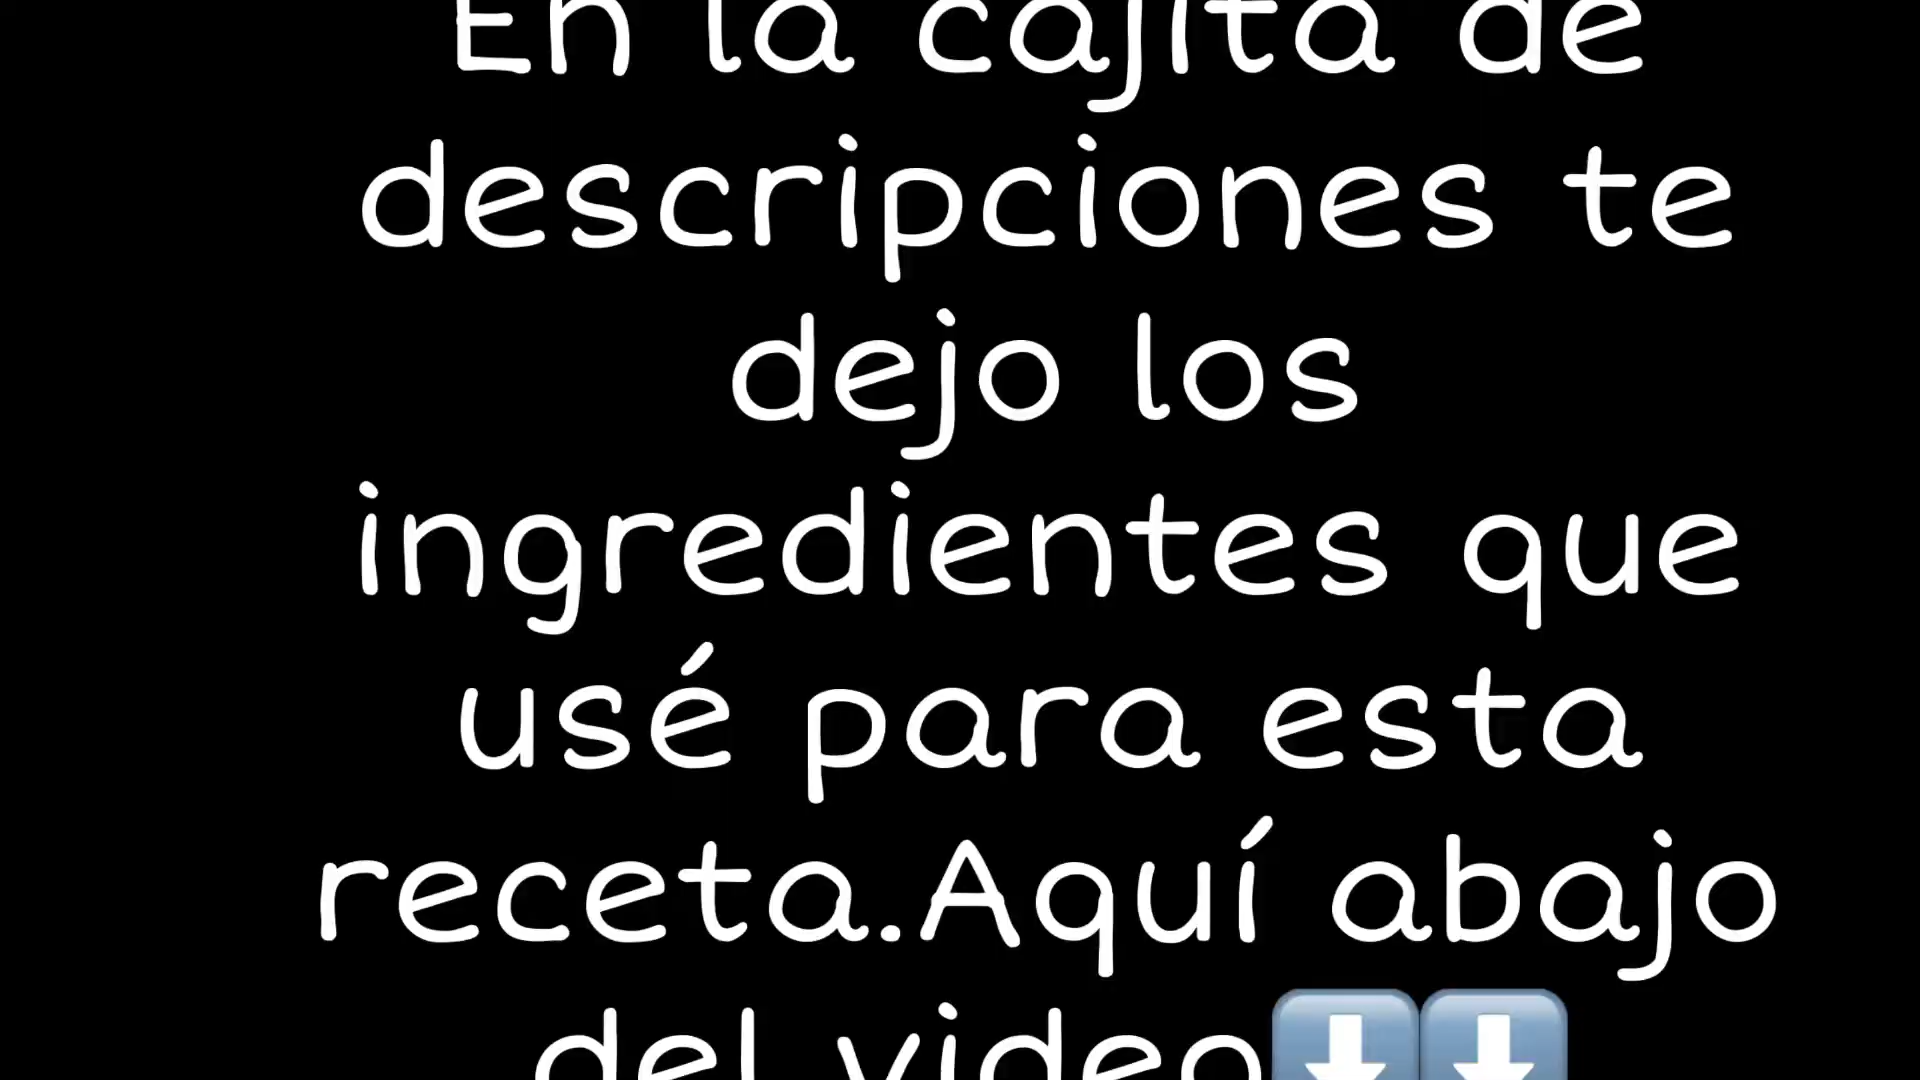 En la cajita de
descripciones te
dejo los
ingredientes que
usé para esta
receta.Aquí abajo
del video⬇️⬇️